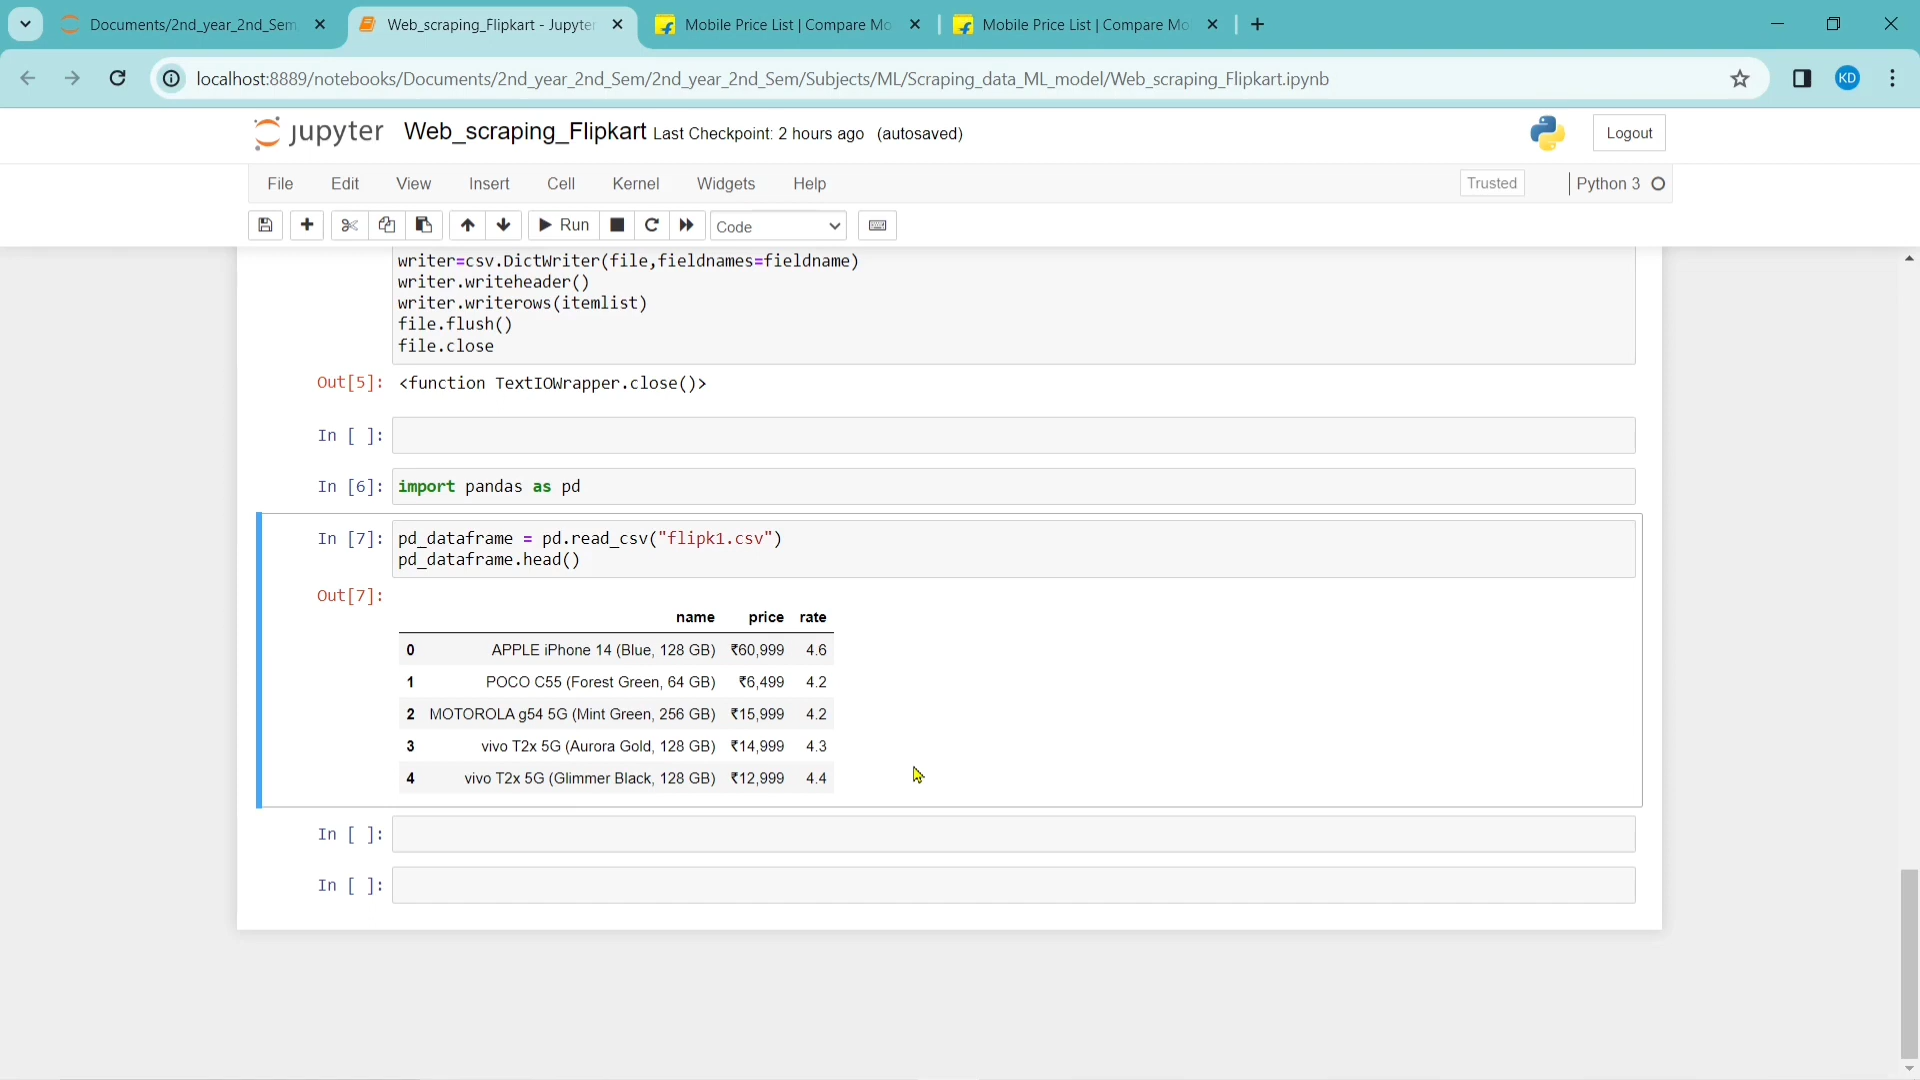 Documents/2nd_year_2nd_Sem
Web_scraping_Flipkart - Jupyter
Mobile Price List | Compare Mo
Mobile Price List | Compare Mo
localhost:8889/notebooks/Documents/2nd_year_2nd_Sem/2nd_year_2nd_Sem/Subjects/ML/Scraping_data_ML_model/Web_scraping_Flipkart.ipynb
KD
jupyter Web_scraping_Flipkart Last Checkpoint: 2 hours ago (autosaved)
Logout
File Edit View Insert Cell Kernel Widgets Help
Trusted
Python 3
Run
Code
writer=csv.DictWriter(file,fieldnames=fieldname)
writer.writeheader()
writer.writerows(itemlist)
file.flush()
file.close
Out[5]: <function TextIOWrapper.close()>
In [ ]:
In [6]: import pandas as pd
In [7]: pd_dataframe = pd.read_csv("flipk1.csv")
pd_dataframe.head()
Out[7]:
name price rate
0 APPLE iPhone 14 (Blue, 128 GB) ₹60,999 4.6
1 POCO C55 (Forest Green, 64 GB) ₹6,499 4.2
2 MOTOROLA g54 5G (Mint Green, 256 GB) ₹15,999 4.2
3 vivo T2x 5G (Aurora Gold, 128 GB) ₹14,999 4.3
4 vivo T2x 5G (Glimmer Black, 128 GB) ₹12,999 4.4
In [ ]:
In [ ]: